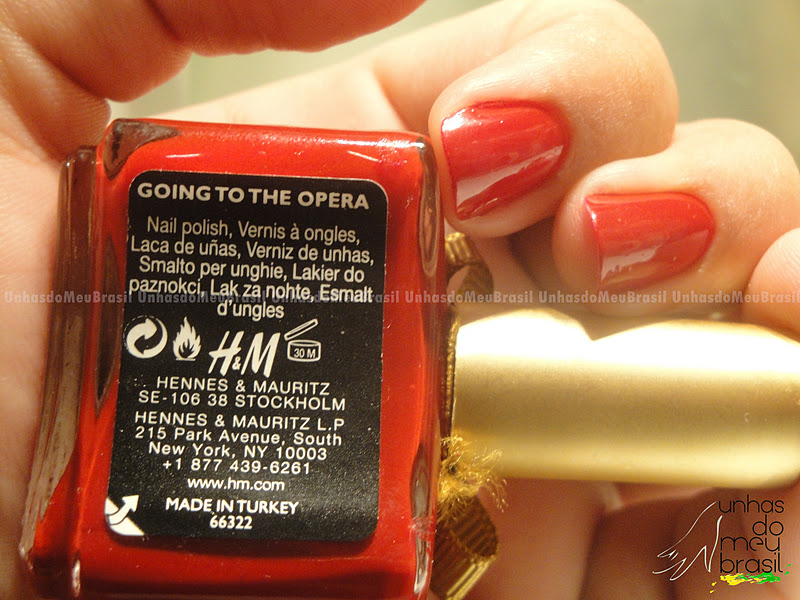 GOING TO THE OPERA
Nail polish, Vernis à ongles,
Laca de uñas, Verniz de unhas,
Smalto per unghie, Lakier do
paznokci, Lak za nohte, Esmalt
d'ungles
UnhasdoMeuBrasil UnhasdoMeuBrasil UnhasdoMeuBrasil UnhasdoMeuBrasil UnhasdoMeuBrasil UnhasdoMeuBrasil
H&M
30 M
HENNES & MAURITZ
SE-106 38 STOCKHOLM
HENNES & MAURITZ L.P
215 Park Avenue, South
New York, NY 10003
+1 877 439-6261
www.hm.com
MADE IN TURKEY
66322
unhas
do
meu
brasil